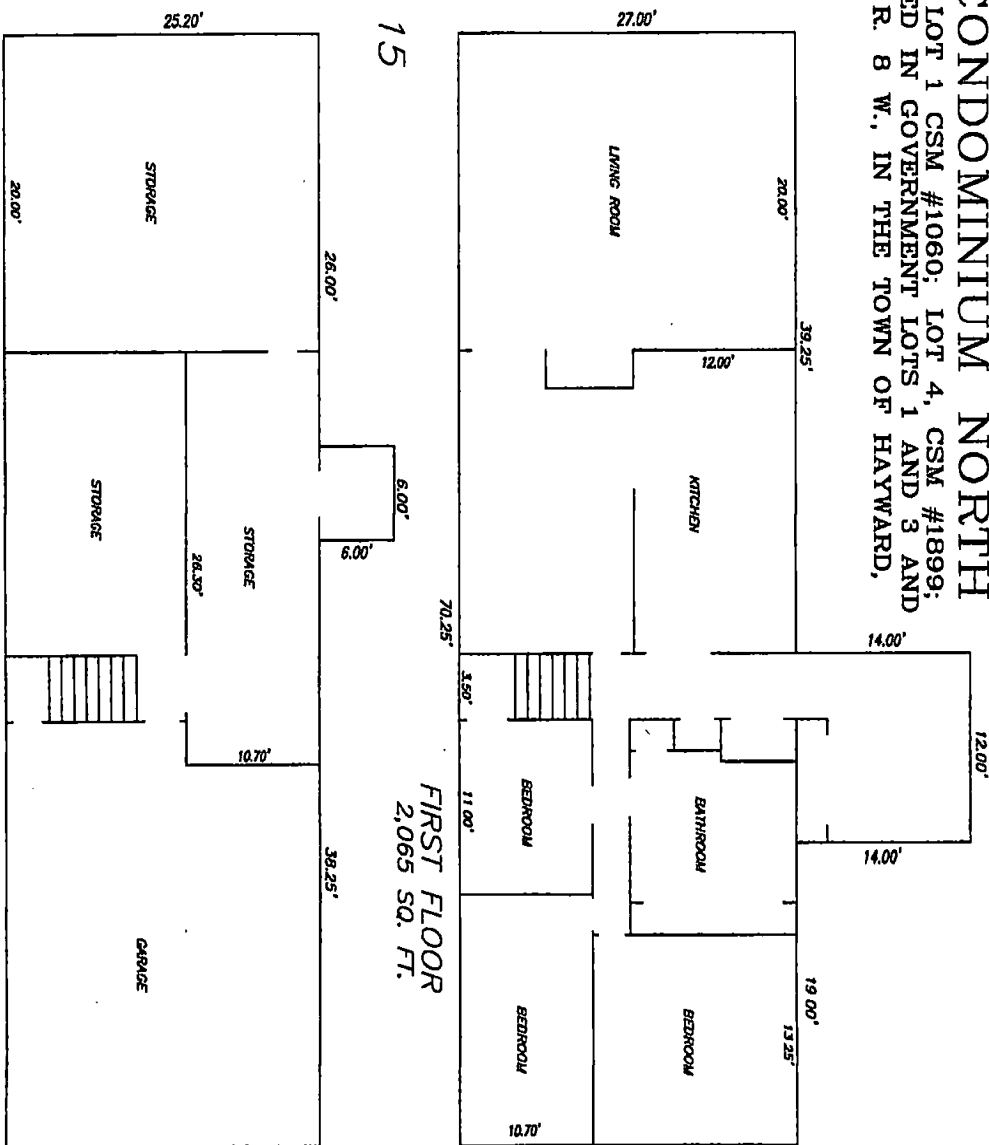 CONDOMINIUM NORTH
LOT 1 CSM #1060; LOT 4, CSM #1899;
ED IN GOVERNMENT LOTS 1 AND 3 AND
R. 8 W., IN THE TOWN OF HAYWARD,
12.00'
14.00'
14.00'
39.25'
19.00'
20.00'
13.25'
12.00'
27.00'
LIVING ROOM
KITCHEN
BATHROOM
BEDROOM
BEDROOM
BEDROOM
10.70'
3.50'
11.00'
70.25'
FIRST FLOOR
2,065 SQ. FT.
15
6.00'
6.00'
26.00'
38.25'
25.20'
STORAGE
STORAGE
STORAGE
26.30'
10.70'
GARAGE
20.00'